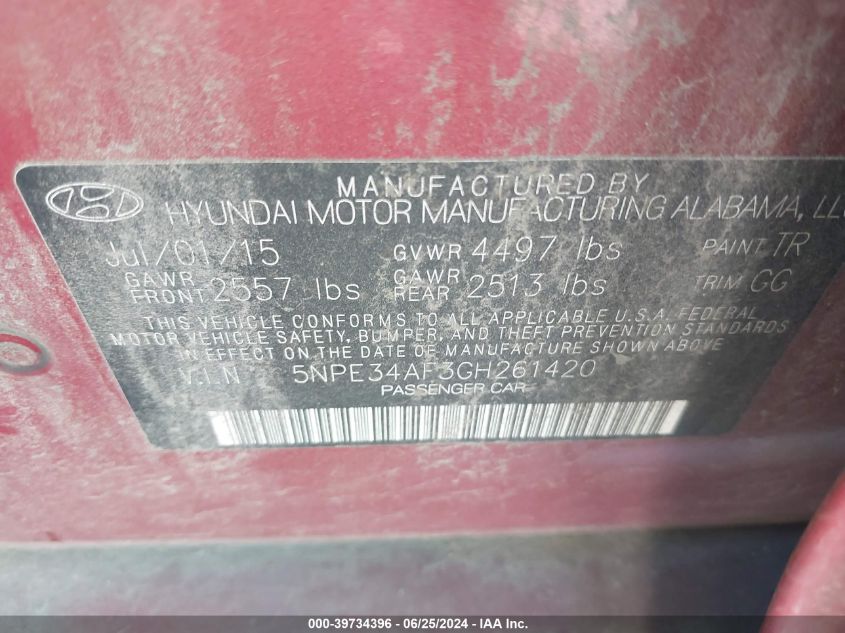 MANUFACTURED BY
HYUNDAI MOTOR MANUFACTURING ALABAMA, LLC
Jul/01/15 GVWR 4497 lbs PAINT TR
GAWR FRONT 2557 lbs GAWR REAR 2513 lbs TRIM GG
THIS VEHICLE CONFORMS TO ALL APPLICABLE U.S.A. FEDERAL
MOTOR VEHICLE SAFETY, BUMPER, AND THEFT PREVENTION STANDARDS
IN EFFECT ON THE DATE OF MANUFACTURE SHOWN ABOVE
V.I.N 5NPE34AF3GH261420
PASSENGER CAR
000-39734396 - 06/25/2024 - IAA Inc.